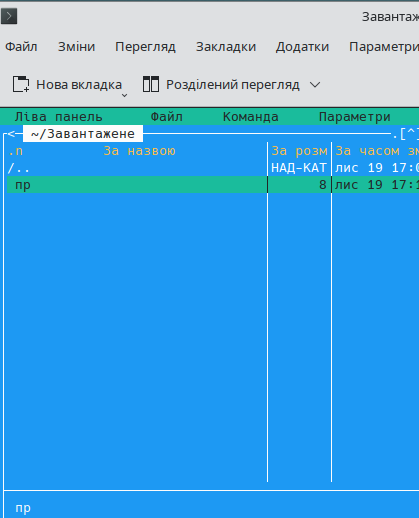 Завантаж
Файл Зміни Перегляд Закладки Додатки Параметри
Нова вкладка Розділений перегляд
Ліва панель Файл Команда Параметри
<─ ~/Завантажене .[^]
.n За назвою За розм За часом зм
/.. НАД-КАТ лис 19 17:0
пр 8 лис 19 17:1
пр